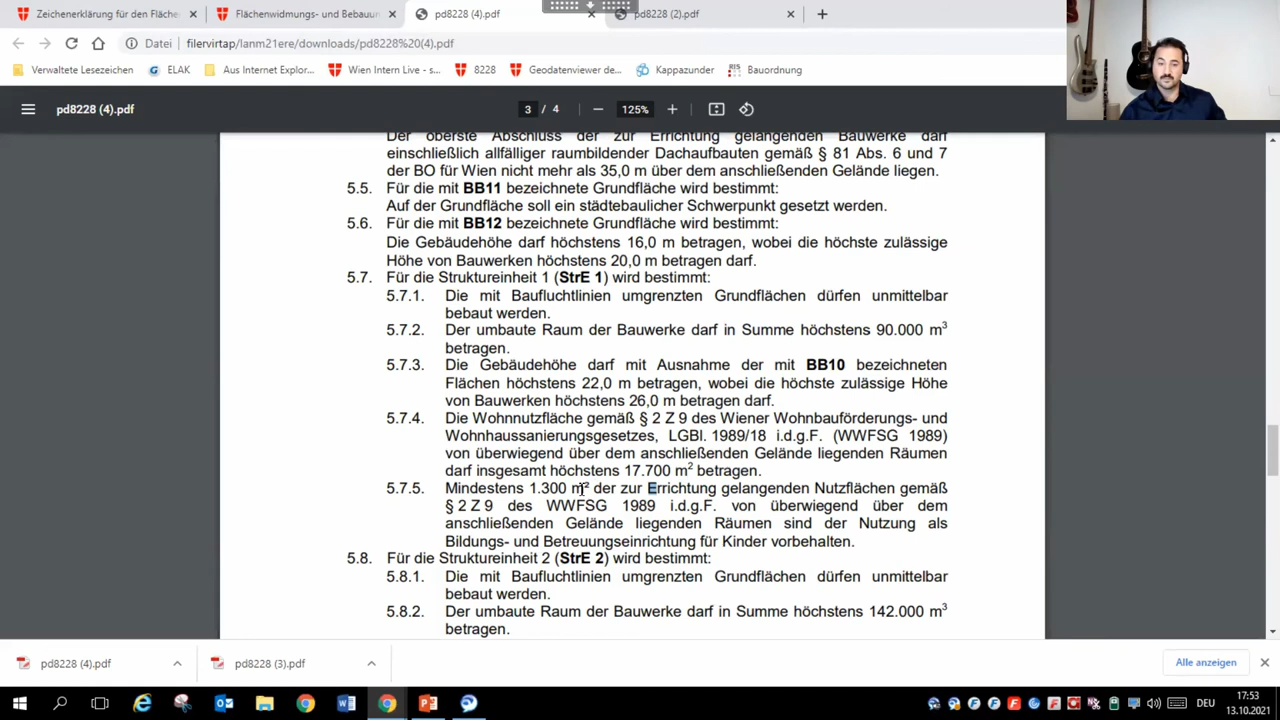 Zeichenerklärung für den Flächen
Flächenwidmungs- und Bebauun
pd8228 (4).pdf
pd8228 (2).pdf
Datei
filervirtap/lanm21ere/downloads/pd8228%20(4).pdf
Verwaltete Lesezeichen
ELAK
Aus Internet Explor...
Wien Intern Live - s...
8228
Geodatenviewer de...
Kappazunder
RIS
Bauordnung
pd8228 (4).pdf
3 / 4
125%
Der oberste Abschluss der zur Errichtung gelangenden Bauwerke darf
einschließlich allfälliger raumbildender Dachaufbauten gemäß § 81 Abs. 6 und 7
der BO für Wien nicht mehr als 35,0 m über dem anschließenden Gelände liegen.
5.5. Für die mit BB11 bezeichnete Grundfläche wird bestimmt:
Auf der Grundfläche soll ein städtebaulicher Schwerpunkt gesetzt werden.
5.6. Für die mit BB12 bezeichnete Grundfläche wird bestimmt:
Die Gebäudehöhe darf höchstens 16,0 m betragen, wobei die höchste zulässige
Höhe von Bauwerken höchstens 20,0 m betragen darf.
5.7. Für die Struktureinheit 1 (StrE 1) wird bestimmt:
5.7.1. Die mit Baufluchtlinien umgrenzten Grundflächen dürfen unmittelbar
bebaut werden.
5.7.2. Der umbaute Raum der Bauwerke darf in Summe höchstens 90.000 m³
betragen.
5.7.3. Die Gebäudehöhe darf mit Ausnahme der mit BB10 bezeichneten
Flächen höchstens 22,0 m betragen, wobei die höchste zulässige Höhe
von Bauwerken höchstens 26,0 m betragen darf.
5.7.4. Die Wohnnutzfläche gemäß § 2 Z 9 des Wiener Wohnbauförderungs- und
Wohnhaussanierungsgesetzes, LGBl. 1989/18 i.d.g.F. (WWFSG 1989)
von überwiegend über dem anschließenden Gelände liegenden Räumen
darf insgesamt höchstens 17.700 m² betragen.
5.7.5. Mindestens 1.300 m² der zur Errichtung gelangenden Nutzflächen gemäß
§ 2 Z 9 des WWFSG 1989 i.d.g.F. von überwiegend über dem
anschließenden Gelände liegenden Räumen sind der Nutzung als
Bildungs- und Betreuungseinrichtung für Kinder vorbehalten.
5.8. Für die Struktureinheit 2 (StrE 2) wird bestimmt:
5.8.1. Die mit Baufluchtlinien umgrenzten Grundflächen dürfen unmittelbar
bebaut werden.
5.8.2. Der umbaute Raum der Bauwerke darf in Summe höchstens 142.000 m³
betragen.
pd8228 (4).pdf
pd8228 (3).pdf
Alle anzeigen
DEU
17:53
13.10.2021